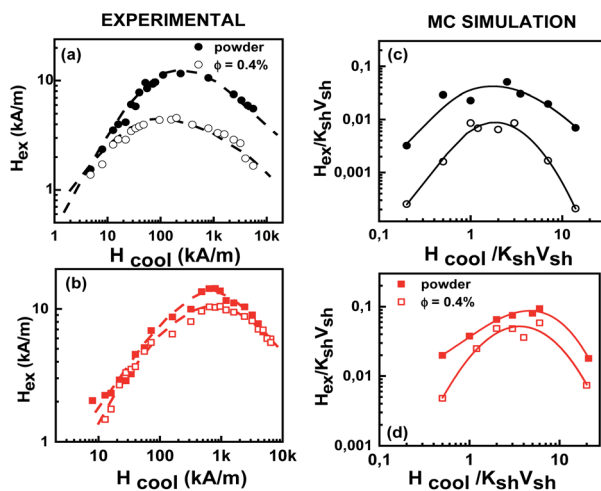 EXPERIMENTAL
MC SIMULATION
(a)
powder
ϕ = 0.4%
10
1
Hex (kA/m)
1 10 100 1k 10k
H cool (kA/m)
(c)
0,1
0,01
0,001
Hex/KshVsh
0,1 1 10
H cool /KshVsh
(b)
10
1
Hex (kA/m)
10 100 1k 10k
H cool (kA/m)
powder
ϕ = 0.4%
0,1
0,01
0,001
Hex/KshVsh
(d)
0,1 1 10
H cool /KshVsh